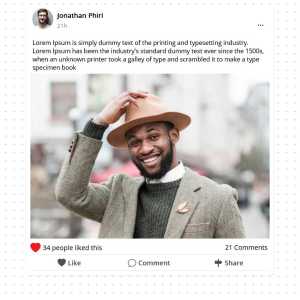 Jonathan Phiri
21h
...
Lorem Ipsum is simply dummy text of the printing and typesetting industry.
Lorem Ipsum has been the industry's standard dummy text ever since the 1500s,
when an unknown printer took a galley of type and scrambled it to make a type
specimen book
34 people liked this
21 Comments
Like
Comment
Share